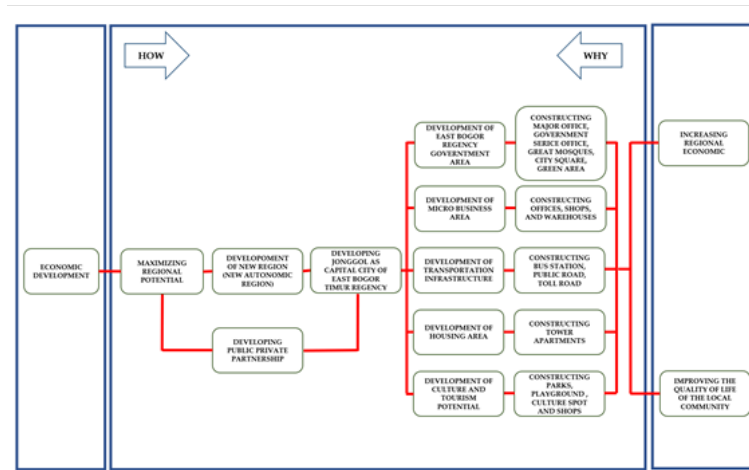 HOW
WHY
ECONOMIC
DEVELOPMENT
MAXIMIZING
REGIONAL
POTENTIAL
DEVELOPOMENT
OF NEW REGION
(NEW AUTONOMIC
REGION)
DEVELOPING
PUBLIC PRIVATE
PARTNERSHIP
DEVELOPING
JONGGOL AS
CAPITAL CITY OF
EAST BOGOR
TIMUR REGENCY
DEVELOPMENT OF
EAST BOGOR
REGENCY
GOVERTMENT
AREA
CONSTRUCTING
MAJOR OFFICE,
GOVERNMENT
SERICE OFFICE,
GREAT MOSQUES,
CITY SQUARE,
GREEN AREA
DEVELOPMENT OF
MICRO BUSINESS
AREA
CONSTRUCTING
OFFICES, SHOPS,
AND WAREHOUSES
DEVELOPMENT OF
TRANSPORTATION
INFRASTRUCTURE
CONSTRUCTING
BUS STATION,
PUBLIC ROAD,
TOLL ROAD
DEVELOPMENT OF
HOUSING AREA
CONSTRUCTING
TOWER
APARTMENTS
DEVELOPMENT OF
CULTURE AND
TOURISM
POTENTIAL
CONSTRUCTING
PARKS,
PLAYGROUND ,
CULTURE SPOT
AND SHOPS
INCREASING
REGIONAL
ECONOMIC
IMPROVING THE
QUALITY OF LIFE
OF THE LOCAL
COMMUNITY